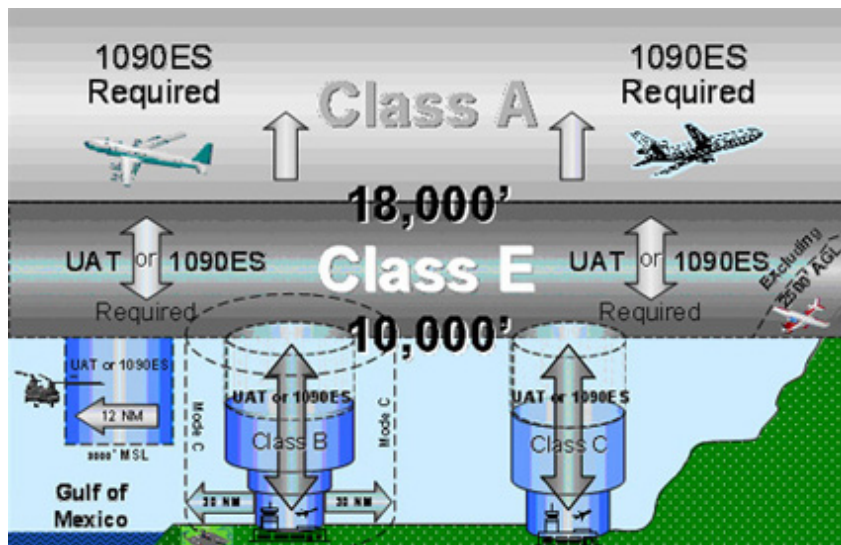 1090ES
Required
Class A
1090ES
Required
18,000'
UAT or 1090ES
Required
Class E
UAT or 1090ES
Required
Excluding
2500' AGL
10,000'
UAT or 1090ES
12 NM
3000' MSL
Gulf of
Mexico
Mode C
UAT or 1090ES
Class B
30 NM
30 NM
Mode C
UAT or 1090ES
Class C